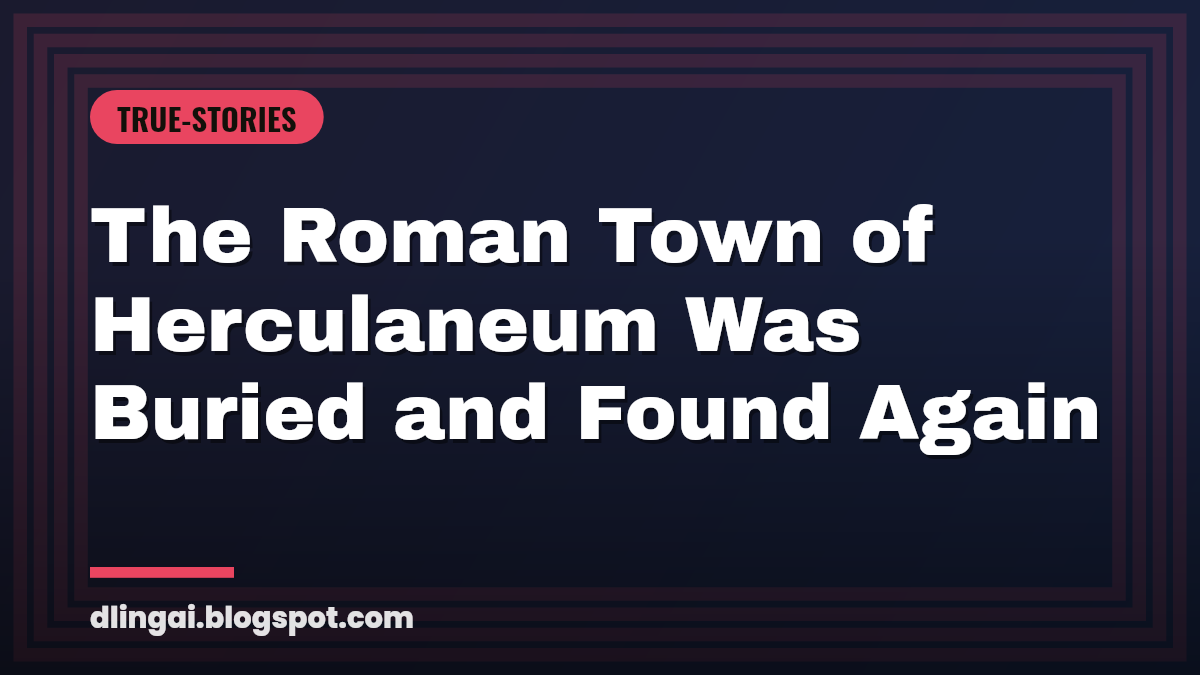 TRUE-STORIES
The Roman Town of
Herculaneum Was
Buried and Found Again
dlingai.blogspot.com